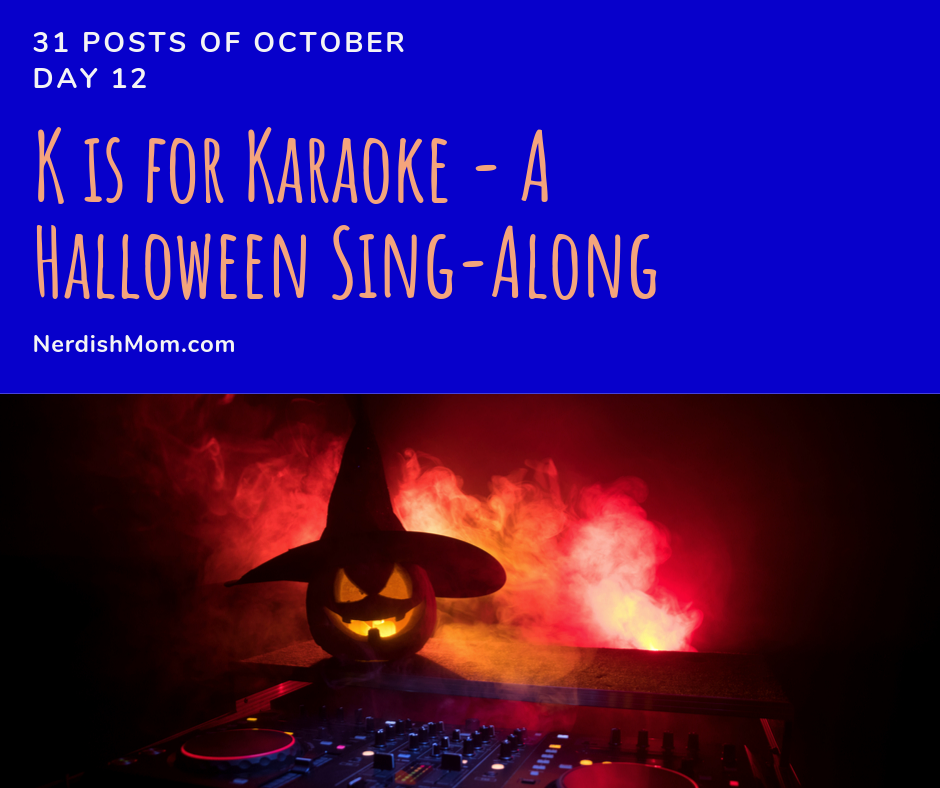 31 POSTS OF OCTOBER
DAY 12
K is for Karaoke - A
Halloween Sing-Along
NerdishMom.com